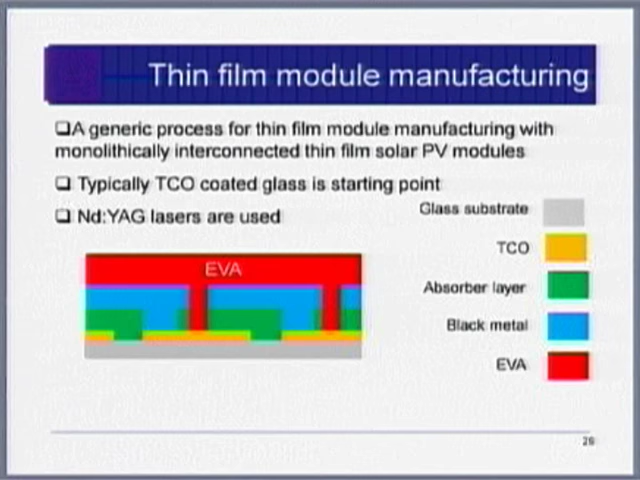 Thin film module manufacturing
❑A generic process for thin film module manufacturing with
monolithically interconnected thin film solar PV modules
❑ Typically TCO coated glass is starting point
❑ Nd:YAG lasers are used
Glass substrate
TCO
Absorber layer
Black metal
EVA
EVA
26